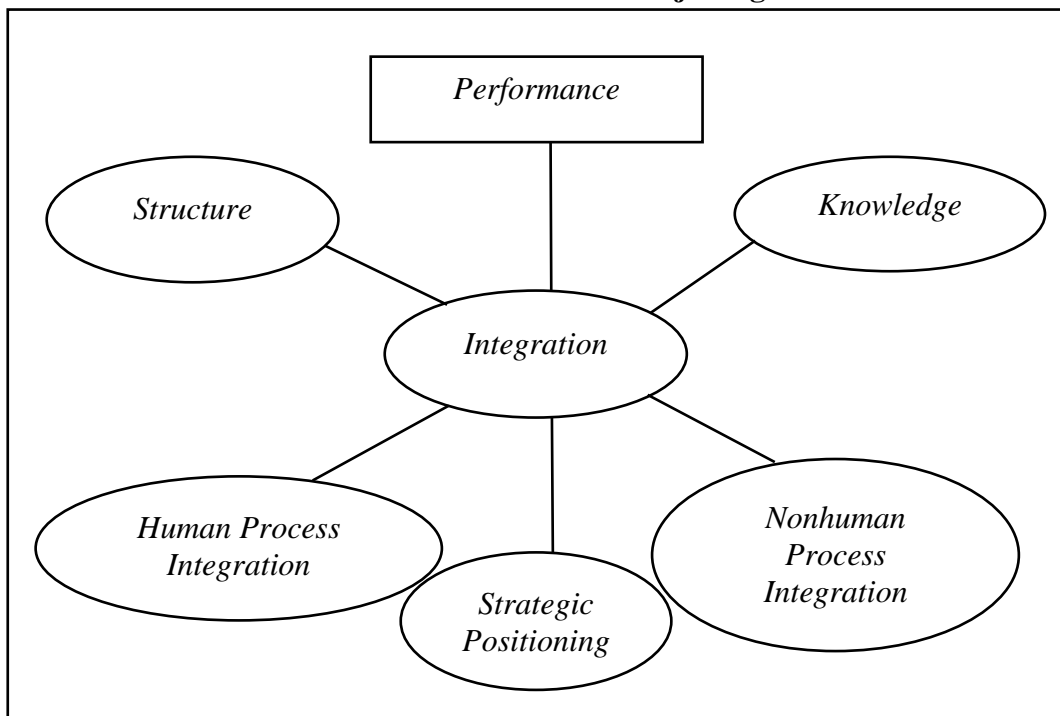 Performance
Structure
Knowledge
Integration
Human Process
Integration
Strategic
Positioning
Nonhuman
Process
Integration